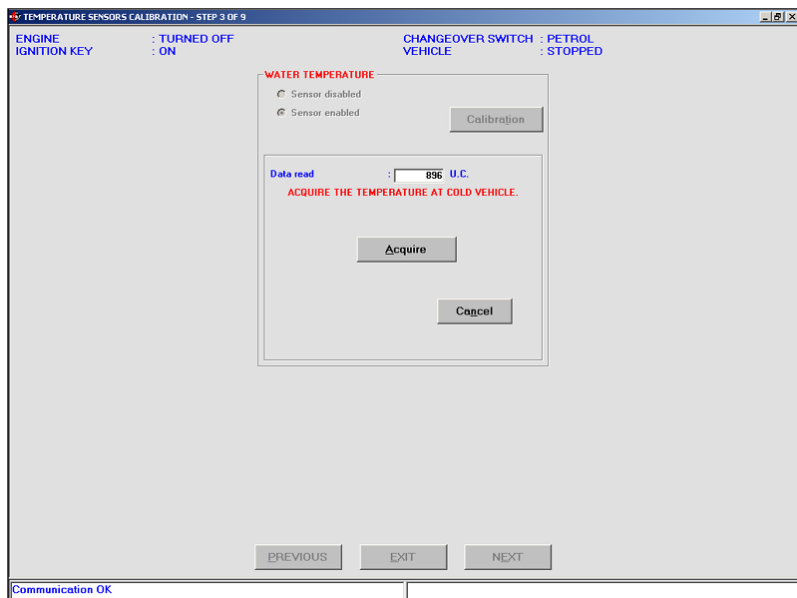 TEMPERATURE SENSORS CALIBRATION - STEP 3 OF 9
ENGINE : TURNED OFF CHANGEOVER SWITCH : PETROL
IGNITION KEY : ON VEHICLE : STOPPED
WATER TEMPERATURE
Sensor disabled
Sensor enabled
Calibration
Data read : 896 U.C.
ACQUIRE THE TEMPERATURE AT COLD VEHICLE.
Acquire
Cancel
PREVIOUS EXIT NEXT
Communication OK